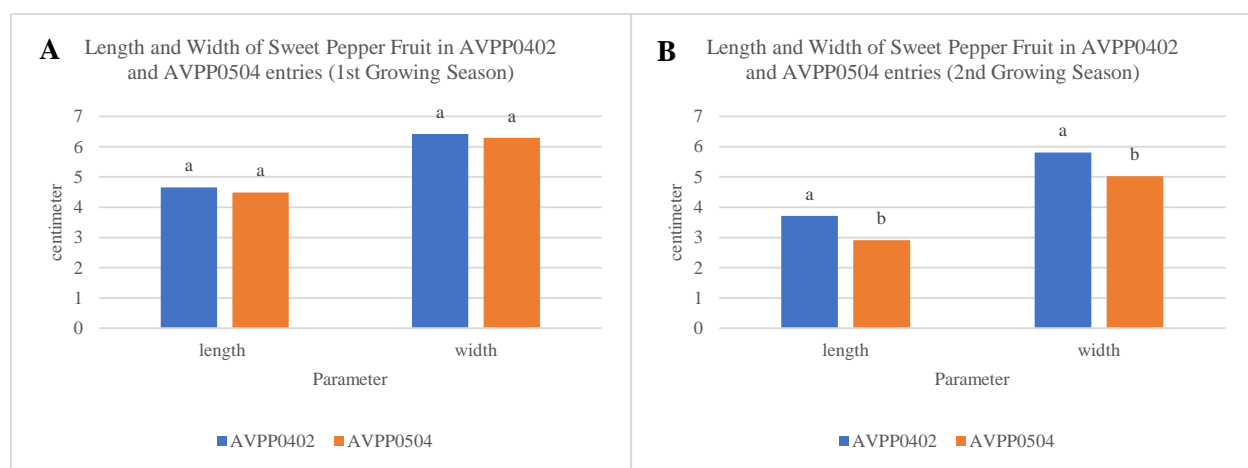 A
Length and Width of Sweet Pepper Fruit in AVPP0402
and AVPP0504 entries (1st Growing Season)
7
6
5
4
3
2
1
0
centimeter
a
a
a
a
length
width
Parameter
AVPP0402
AVPP0504
B
Length and Width of Sweet Pepper Fruit in AVPP0402
and AVPP0504 entries (2nd Growing Season)
7
6
5
4
3
2
1
0
centimeter
a
b
a
b
length
width
Parameter
AVPP0402
AVPP0504